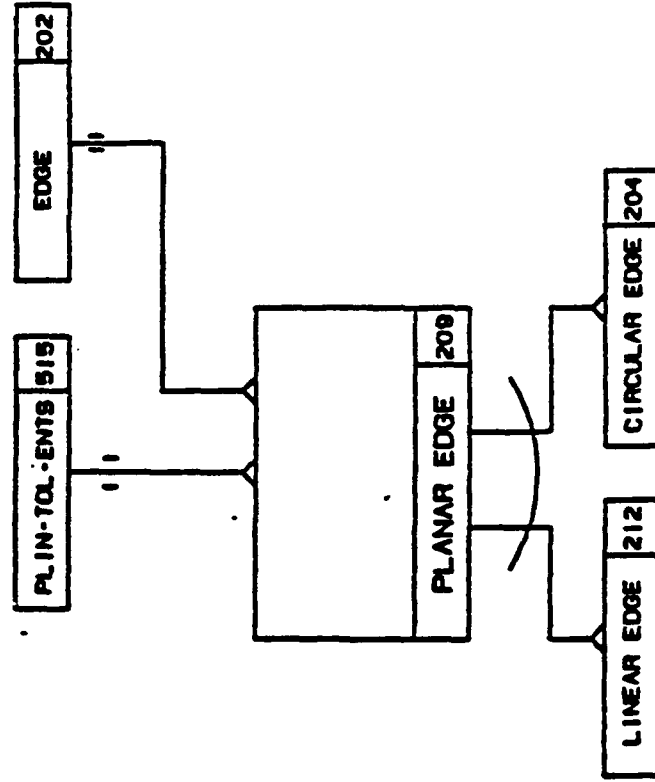 EDGE 202
PLIN-TOL-ENTS 515
PLANAR EDGE 209
LINEAR EDGE 212
CIRCULAR EDGE 204